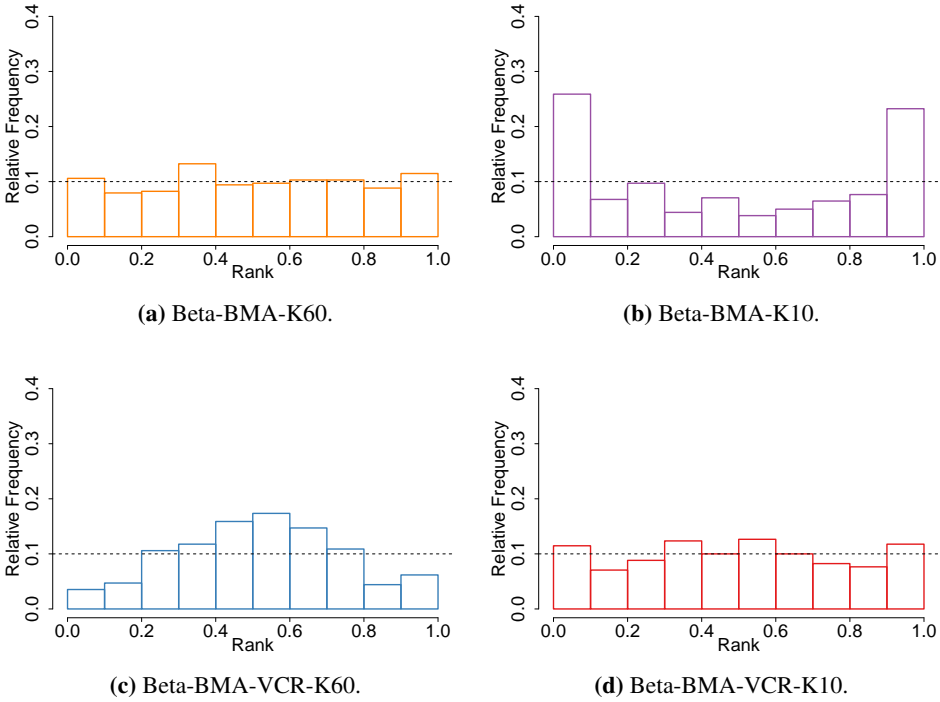 0.4
0.3
0.2
0.1
0.0
Relative Frequency
0.0 0.2 0.4 0.6 0.8 1.0
Rank
(a) Beta-BMA-K60.
0.4
0.3
0.2
0.1
0.0
Relative Frequency
0.0 0.2 0.4 0.6 0.8 1.0
Rank
(b) Beta-BMA-K10.
0.4
0.3
0.2
0.1
0.0
Relative Frequency
0.0 0.2 0.4 0.6 0.8 1.0
Rank
(c) Beta-BMA-VCR-K60.
0.4
0.3
0.2
0.1
0.0
Relative Frequency
0.0 0.2 0.4 0.6 0.8 1.0
Rank
(d) Beta-BMA-VCR-K10.